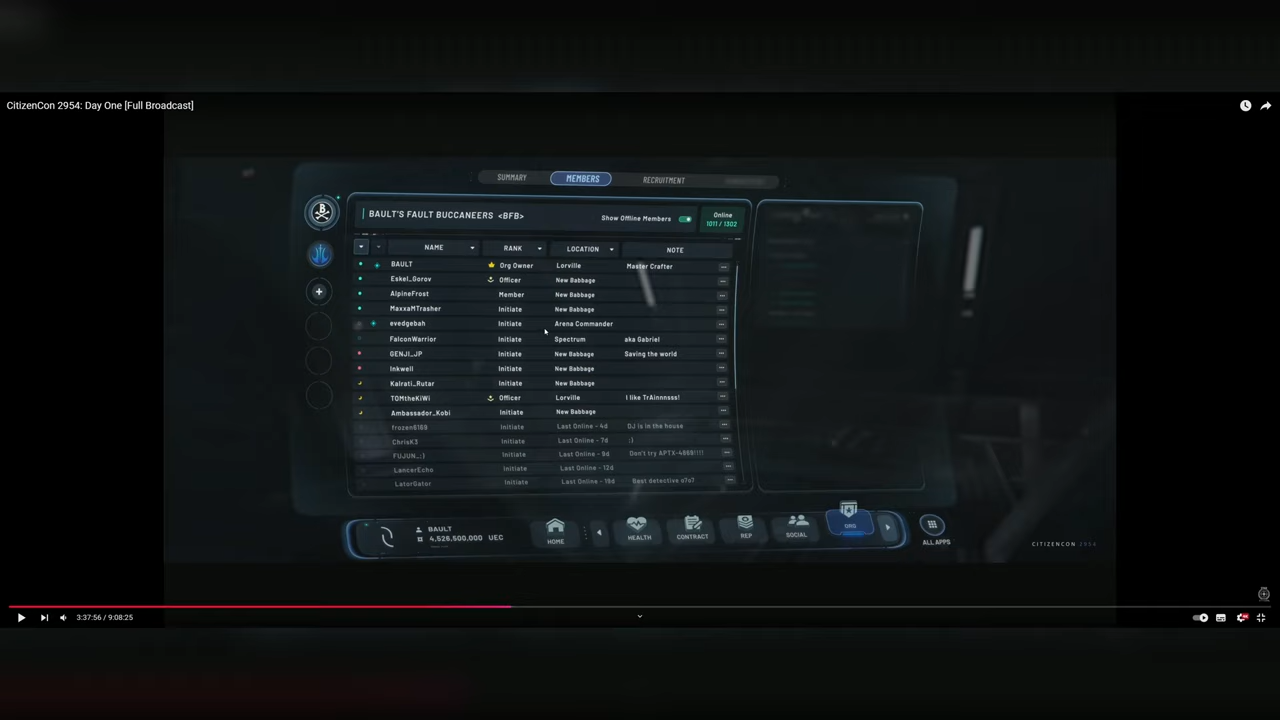 CitizenCon 2954: Day One [Full Broadcast]
SUMMARY MEMBERS RECRUITMENT
BAULT'S FAULT BUCCANEERS <BFB> Show Offline Members Online
1011 / 1302
NAME RANK LOCATION NOTE
BAULT Org Owner Lorville Master Crafter
Eskel_Gorov Officer New Babbage
AlpineFrost Member New Babbage
MaxxaMTrasher Initiate New Babbage
evedgebah Initiate Arena Commander
FalconWarrior Initiate Spectrum aka Gabriel
GENJI_JP Initiate New Babbage Saving the world
Inkwell Initiate New Babbage
Kalrati_Rutar Initiate New Babbage
TOMtheKiWi Officer Lorville I like TrAinnnsss!
Ambassador_Kobi Initiate New Babbage
frozen6169 Initiate Last Online - 4d DJ is in the house
ChrisK3 Initiate Last Online - 7d :)
FUJUN_:) Initiate Last Online - 9d Don't try APTX-4869!!!!
LancerEcho Initiate Last Online - 12d
LatorGator Initiate Last Online - 19d Best detective o7o7
BAULT
4,526,500,000 UEC
HOME HEALTH CONTRACT REP SOCIAL ORG ALL APPS
CITIZENCON 2954
3:37:56 / 9:08:25